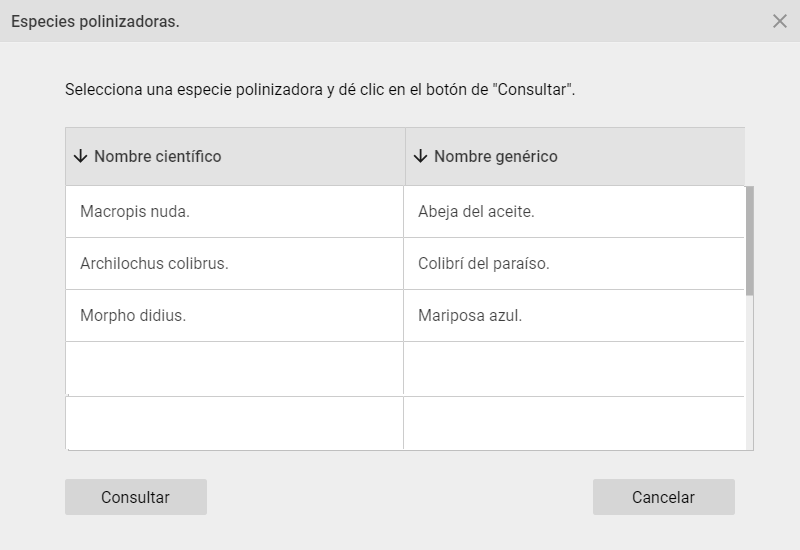 Especies polinizadoras.
Selecciona una especie polinizadora y dé clic en el botón de "Consultar".
Nombre científico Nombre genérico
Macropis nuda. Abeja del aceite.
Archilochus colibrus. Colibrí del paraíso.
Morpho didius. Mariposa azul.
Consultar Cancelar